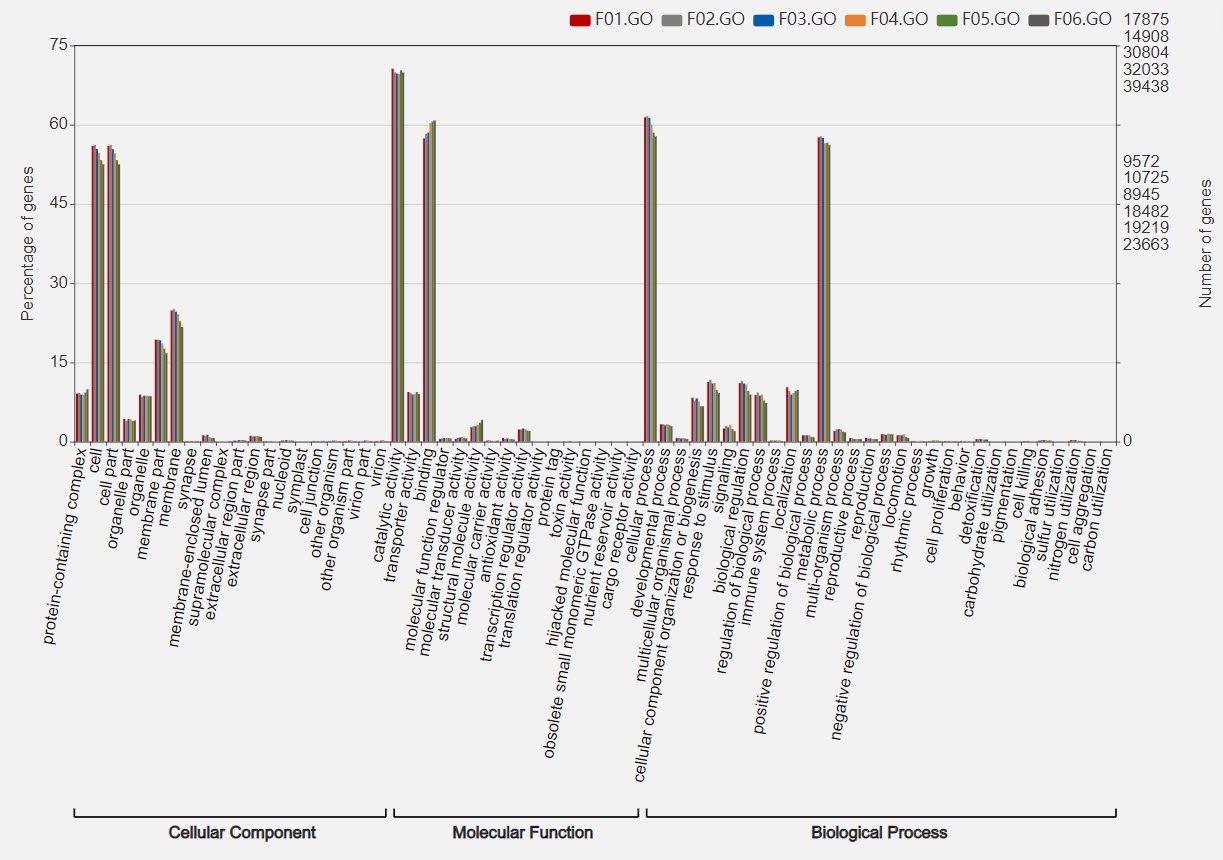 F01.GO F02.GO F03.GO F04.GO F05.GO F06.GO
17875
14908
30804
32033
39438
9572
10725
8945
18482
19219
23663
0
75
60
45
30
15
0
Percentage of genes
Number of genes
protein-containing complex
cell
cell part
organelle part
organelle
membrane part
membrane
synapse
membrane-enclosed lumen
supramolecular complex
extracellular region part
extracellular region
synapse part
nucleoid
symplast
cell junction
other organism
other organism part
virion part
virion
catalytic activity
transporter activity
binding
molecular function regulator
molecular transducer activity
structural molecule activity
molecular carrier activity
antioxidant activity
transcription regulator activity
translation regulator activity
protein tag
toxin activity
hijacked molecular function
obsolete small monomeric GTPase activity
nutrient reservoir activity
cargo receptor activity
cellular process
developmental process
multicellular organismal process
cellular component organization or biogenesis
response to stimulus
signaling
biological regulation
regulation of biological process
immune system process
localization
positive regulation of biological process
metabolic process
multi-organism process
reproductive process
reproduction
negative regulation of biological process
locomotion
rhythmic process
growth
cell proliferation
behavior
detoxification
carbohydrate utilization
pigmentation
cell killing
biological adhesion
sulfur utilization
nitrogen utilization
cell aggregation
carbon utilization
Cellular Component
Molecular Function
Biological Process